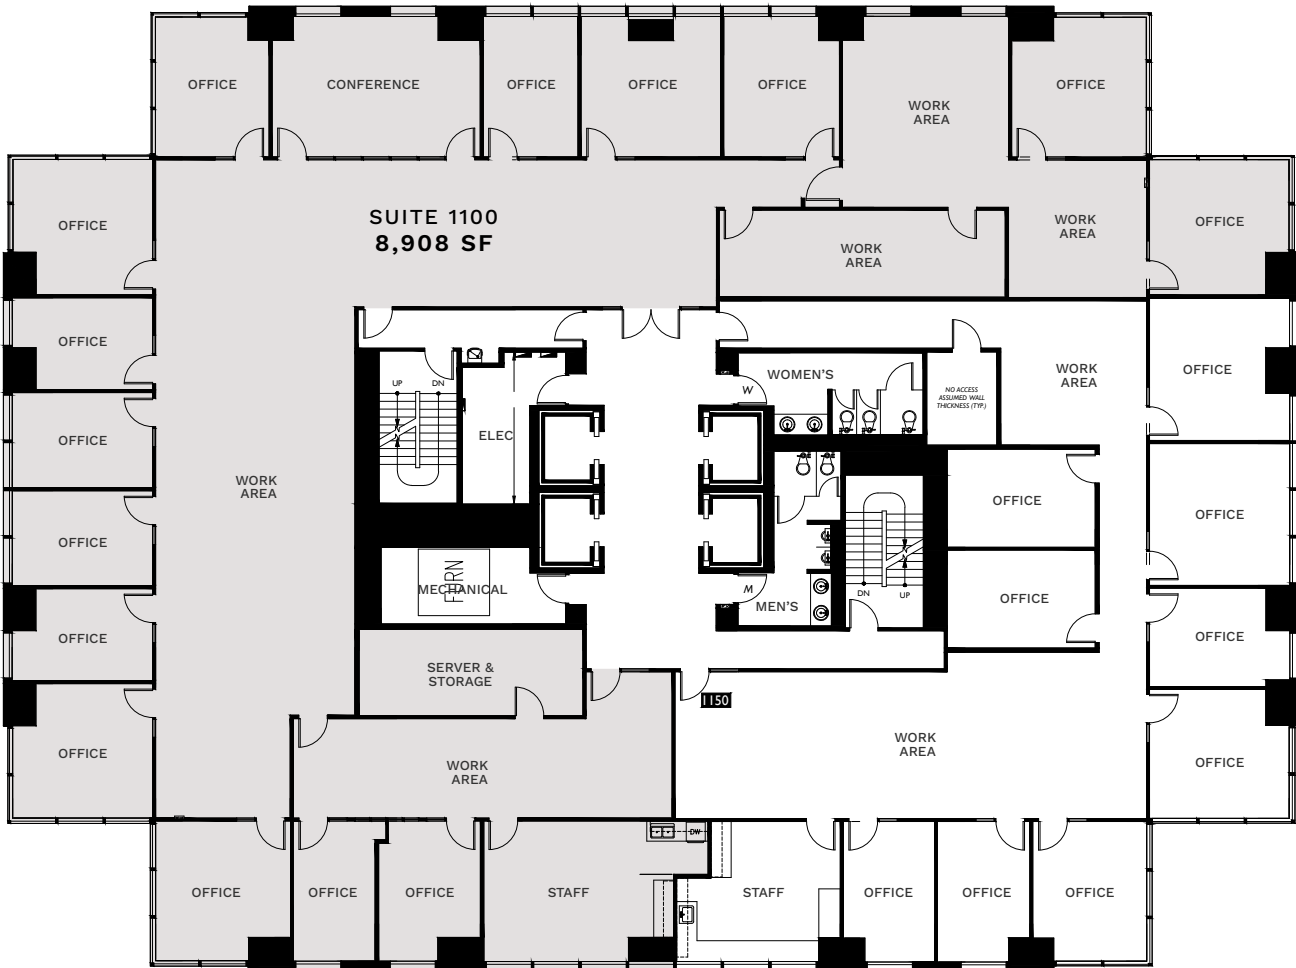 OFFICE
CONFERENCE
OFFICE
OFFICE
OFFICE
WORK
AREA
OFFICE
OFFICE
SUITE 1100
8,908 SF
WORK
AREA
WORK
AREA
OFFICE
OFFICE
OFFICE
OFFICE
OFFICE
OFFICE
OFFICE
WORK
AREA
UP
DN
ELEC
FURN
MECHANICAL
SERVER &
STORAGE
WORK
AREA
WOMEN'S
W
NO ACCESS
ASSUMED WALL
THICKNESS (TYP.)
WORK
AREA
OFFICE
OFFICE
OFFICE
OFFICE
M
MEN'S
DN
UP
OFFICE
OFFICE
1150
WORK
AREA
OFFICE
OFFICE
OFFICE
STAFF
DW
STAFF
OFFICE
OFFICE
OFFICE